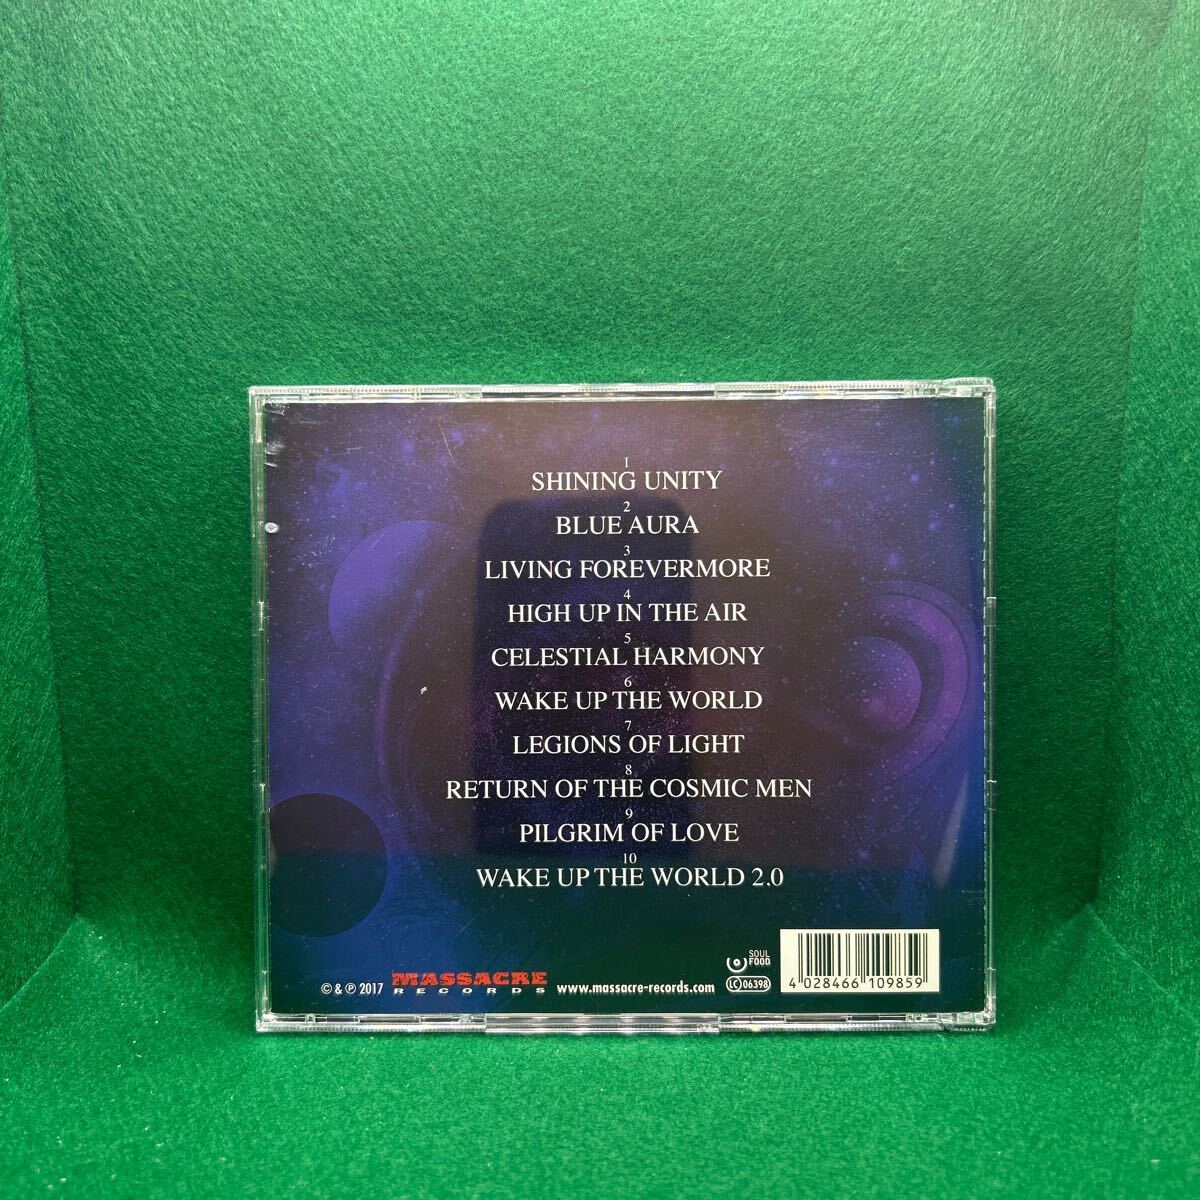 1
SHINING UNITY
2
BLUE AURA
3
LIVING FOREVERMORE
4
HIGH UP IN THE AIR
5
CELESTIAL HARMONY
6
WAKE UP THE WORLD
7
LEGIONS OF LIGHT
8
RETURN OF THE COSMIC MEN
9
PILGRIM OF LOVE
10
WAKE UP THE WORLD 2.0
© & ℗ 2017 MASSACRE RECORDS www.massacre-records.com
SOUL FOOD
LC 06398
4 028466 109859